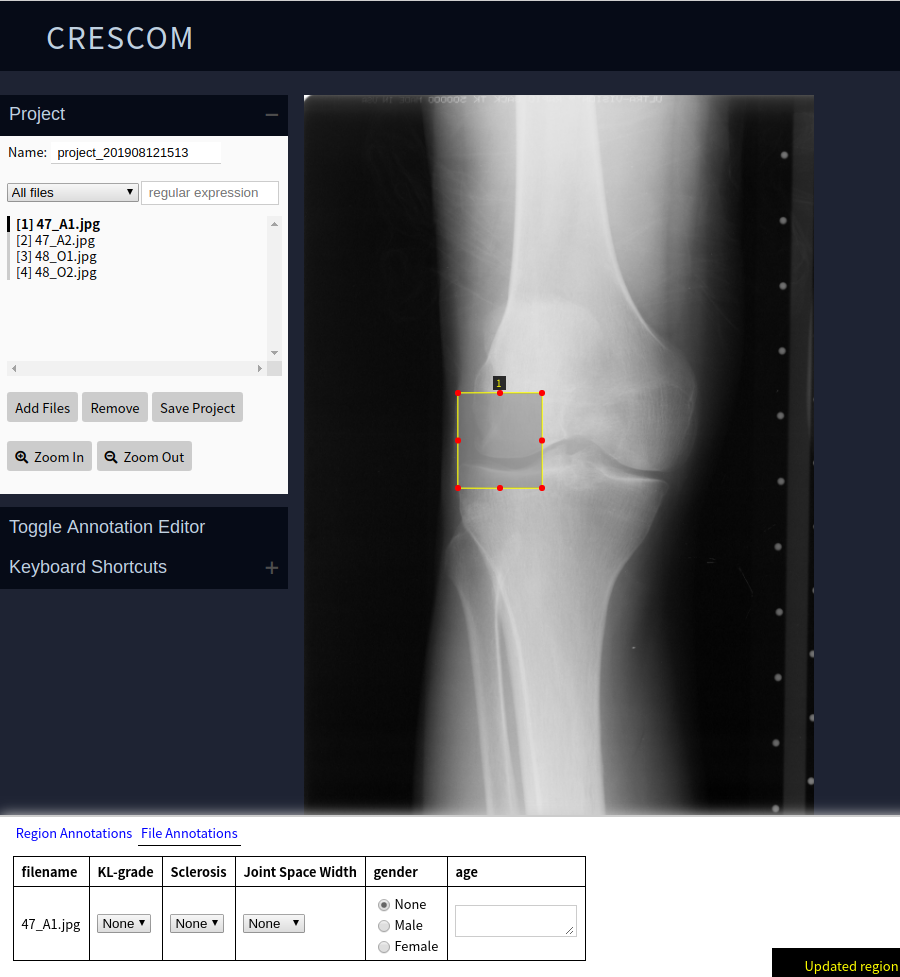 CRESCOM
Project
Name: project_201908121513
All files regular expression
[1] 47_A1.jpg
[2] 47_A2.jpg
[3] 48_O1.jpg
[4] 48_O2.jpg
Add Files Remove Save Project
Zoom In Zoom Out
Toggle Annotation Editor
Keyboard Shortcuts
1
Region Annotations File Annotations
filename KL-grade Sclerosis Joint Space Width gender age
47_A1.jpg None None None None
Male
Female
Updated region